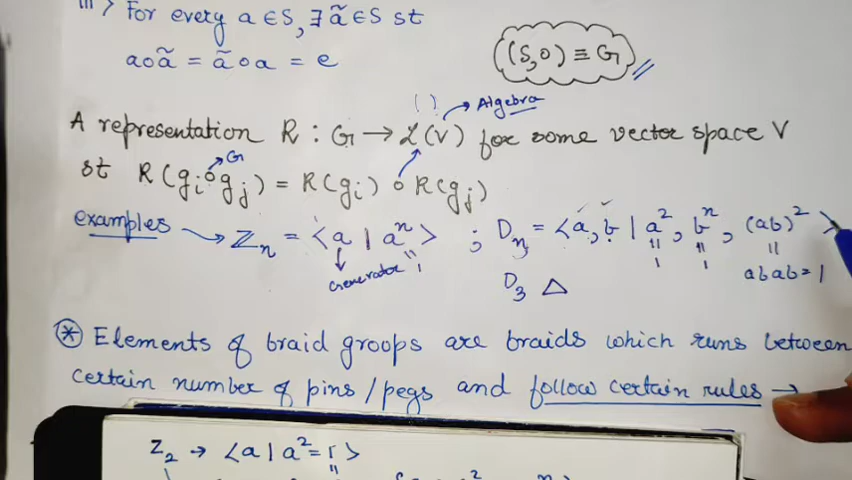 iii> For every a ∈ S, ∃ ã ∈ S st
a o ã = ã o a = e
(S, o) ≡ G
( ) → Algebra
A representation R : G → L(V) for some vector space V
→ G
st R(gi o gj) = R(gi) o R(gj)
examples → Zn = <a | aⁿ> ; Dn = <a, b | a², bⁿ, (ab)²>
Generator 1 1 1 abab = 1
D3 △
* Elements of braid groops are braids which runs between
certain number of pins/pegs and follow certain rules →
Z2 → <a | a² = 1>